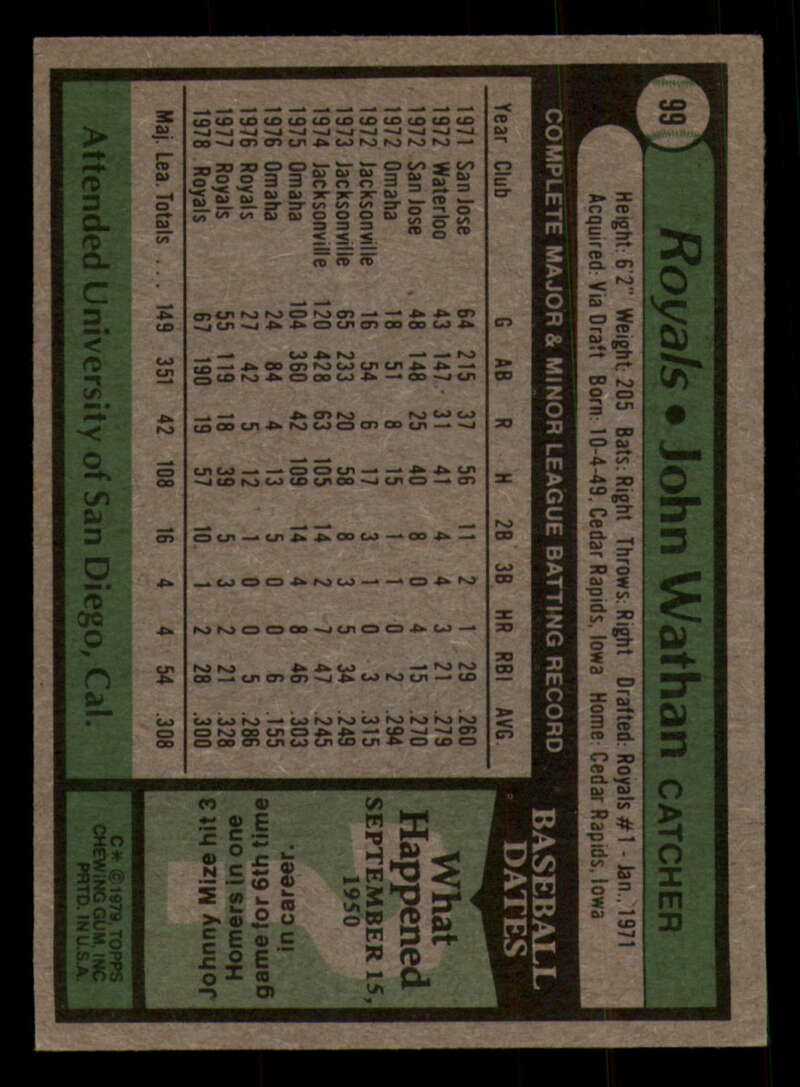 99
Royals • John Wathan CATCHER
Height: 6'2" Weight: 205 Bats: Right Throws: Right Drafted: Royals #1 - Jan., 1971
Acquired: Via Draft Born: 10-4-49, Cedar Rapids, Iowa Home: Cedar Rapids, Iowa
COMPLETE MAJOR & MINOR LEAGUE BATTING RECORD
Year Club G AB R H 2B 3B HR RBI AVG.
1971 San Jose 64 215 37 56 11 2 1 29 .260
1972 Waterloo 43 147 31 41 4 4 3 21 .279
1972 San Jose 48 148 25 40 8 0 4 15 .270
1972 Omaha 18 51 8 15 1 1 0 2 .294
1972 Jacksonville 16 54 6 17 3 1 0 3 .315
1973 Jacksonville 65 233 20 58 8 3 5 34 .249
1974 Jacksonville 120 428 63 105 14 2 7 47 .245
1975 Omaha 104 360 42 109 14 4 8 46 .303
1976 Omaha 24 84 4 13 5 0 0 6 .155
1976 Royals 27 42 5 12 1 0 0 5 .286
1977 Royals 55 119 18 39 5 3 2 21 .328
1978 Royals 67 190 19 57 10 1 2 28 .300
Maj. Lea. Totals ... 149 351 42 108 16 4 4 54 .308
Attended University of San Diego, Cal.
BASEBALL
DATES
What
Happened
SEPTEMBER 15,
1950
Johnny Mize hit 3
Homers in one
game for 6th time
in career.
C* ©1979 TOPPS
CHEWING GUM, INC
PRTD. IN U.S.A.